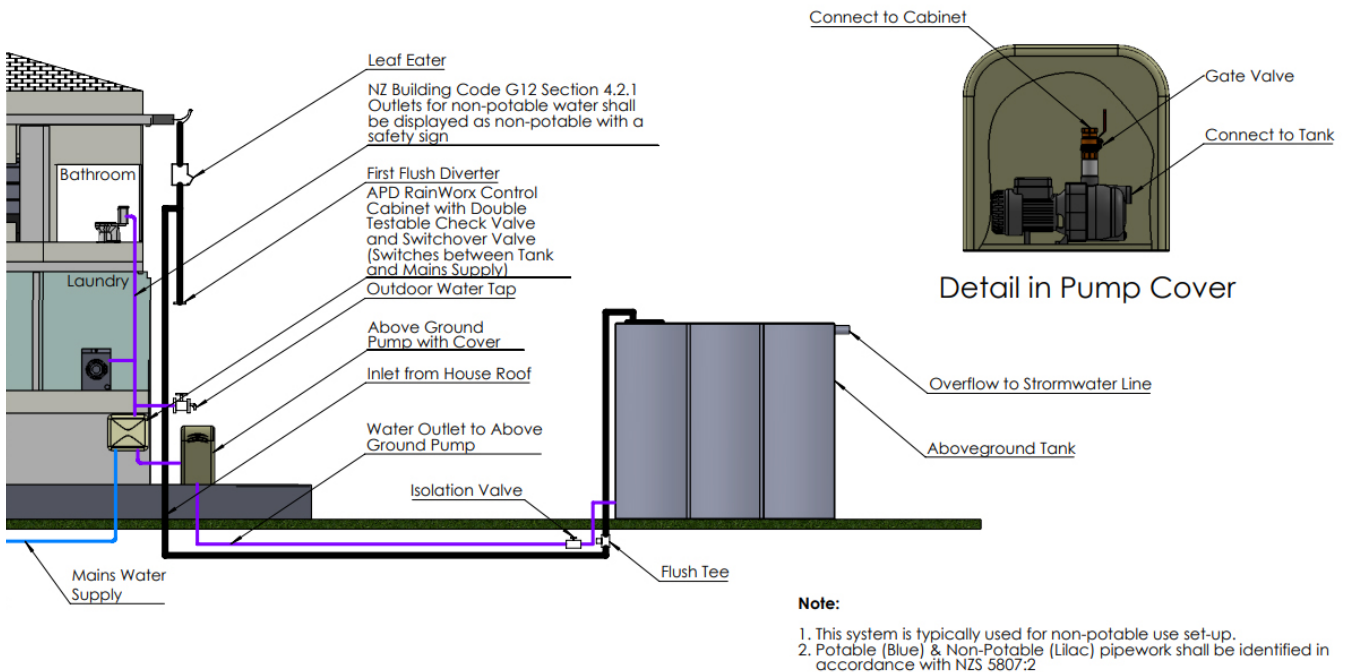 Leaf Eater
NZ Building Code G12 Section 4.2.1
Outlets for non-potable water shall
be displayed as non-potable with a
safety sign
First Flush Diverter
APD RainWorx Control
Cabinet with Double
Testable Check Valve
and Switchover Valve
(Switches between Tank
and Mains Supply)
Outdoor Water Tap
Above Ground
Pump with Cover
Inlet from House Roof
Water Outlet to Above
Ground Pump
Isolation Valve
Bathroom
Laundry
Mains Water
Supply
Flush Tee
Connect to Cabinet
Gate Valve
Connect to Tank
Detail in Pump Cover
Overflow to Strormwater Line
Aboveground Tank
Note:
1. This system is typically used for non-potable use set-up.
2. Potable (Blue) & Non-Potable (Lilac) pipework shall be identified in
accordance with NZS 5807:2